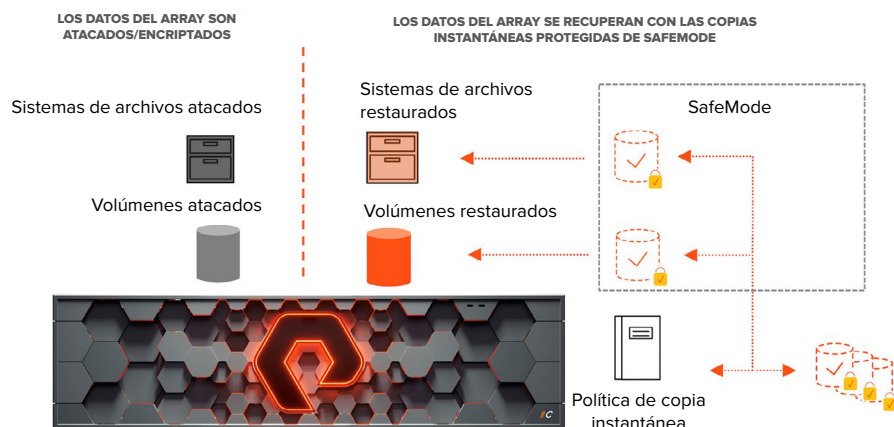 LOS DATOS DEL ARRAY SON
ATACADOS/ENCRIPTADOS
LOS DATOS DEL ARRAY SE RECUPERAN CON LAS COPIAS
INSTANTÁNEAS PROTEGIDAS DE SAFEMODE
Sistemas de archivos atacados
Sistemas de archivos
restaurados
SafeMode
Volúmenes atacados
Volúmenes restaurados
//C
Política de copia
instantánea